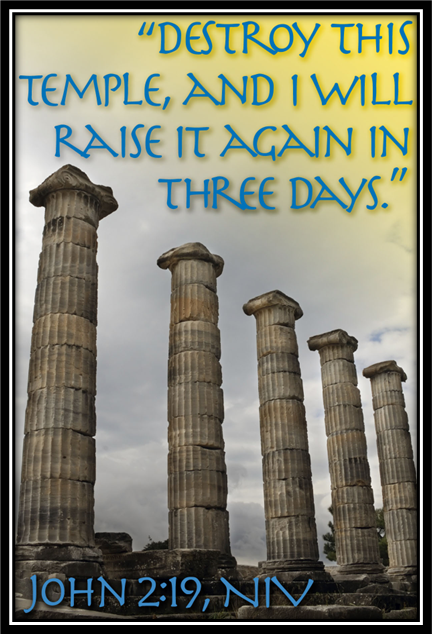 “DESTROY THIS
TEMPLE, AND I WILL
RAISE IT AGAIN IN
THREE DAYS.”
JOHN 2:19, NIV